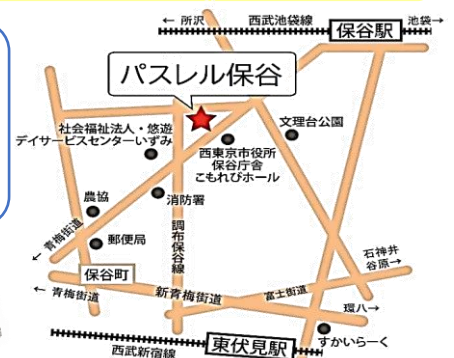 ← 所沢
西武池袋線
保谷駅
池袋→
パスレル保谷
社会福祉法人・悠遊
デイサービスセンターいずみ
文理台公園
西東京市役所
保谷庁舎
こもれびホール
消防署
農協
調布保谷線
青梅街道
←
郵便局
石神井
谷原→
保谷町
← 青梅街道
新青梅街道
富士街道
環八→
すかいらーく
西武新宿線
東伏見駅